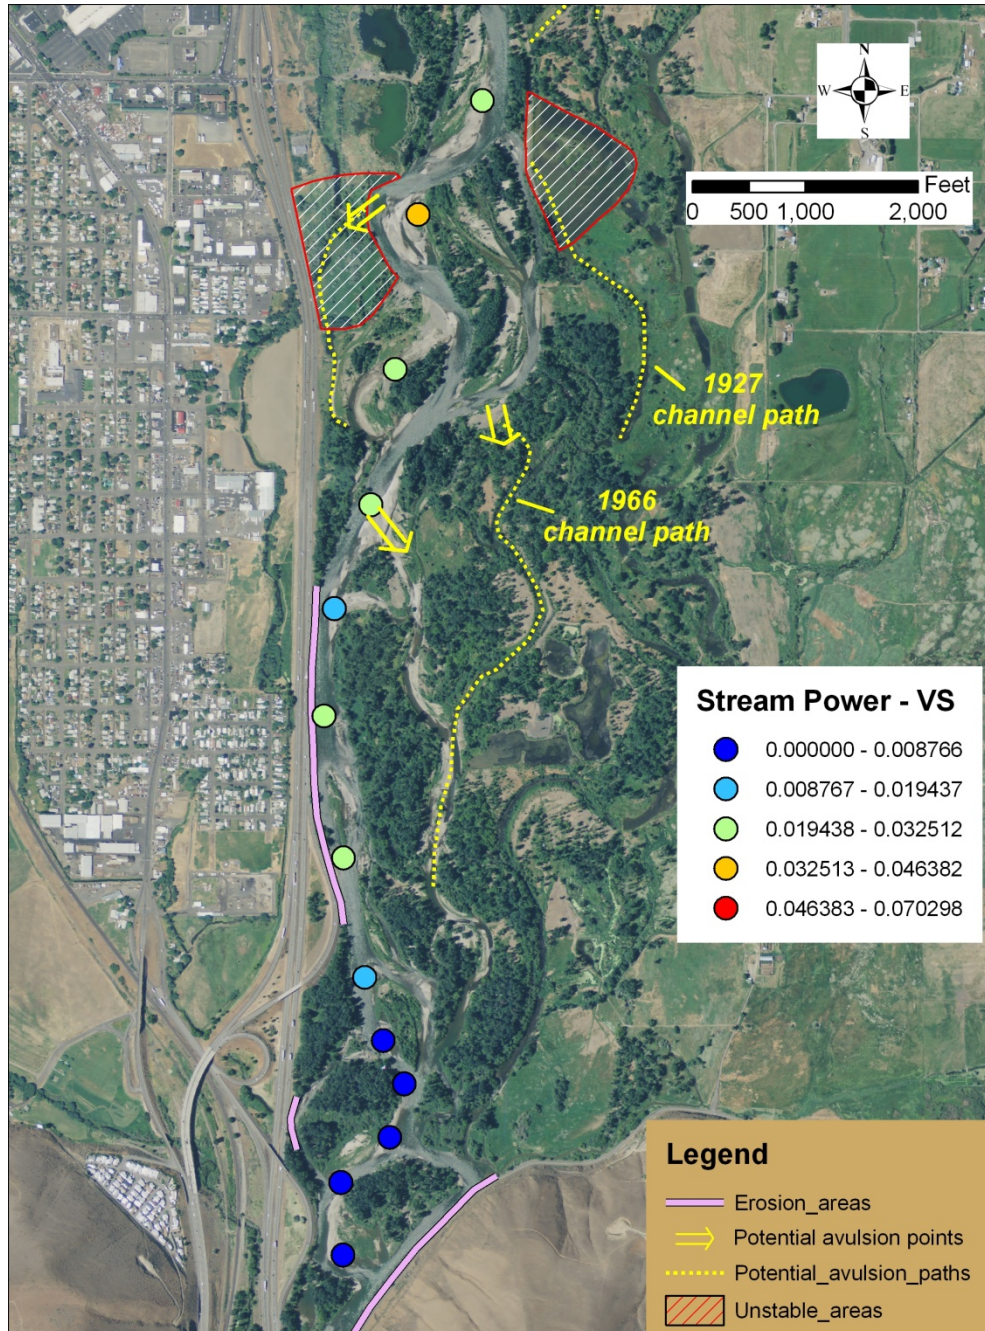 N
W E
S
Feet
0 500 1,000 2,000
1927
channel path
1966
channel path
Stream Power - VS
0.000000 - 0.008766
0.008767 - 0.019437
0.019438 - 0.032512
0.032513 - 0.046382
0.046383 - 0.070298
Legend
Erosion_areas
Potential avulsion points
Potential_avulsion_paths
Unstable_areas